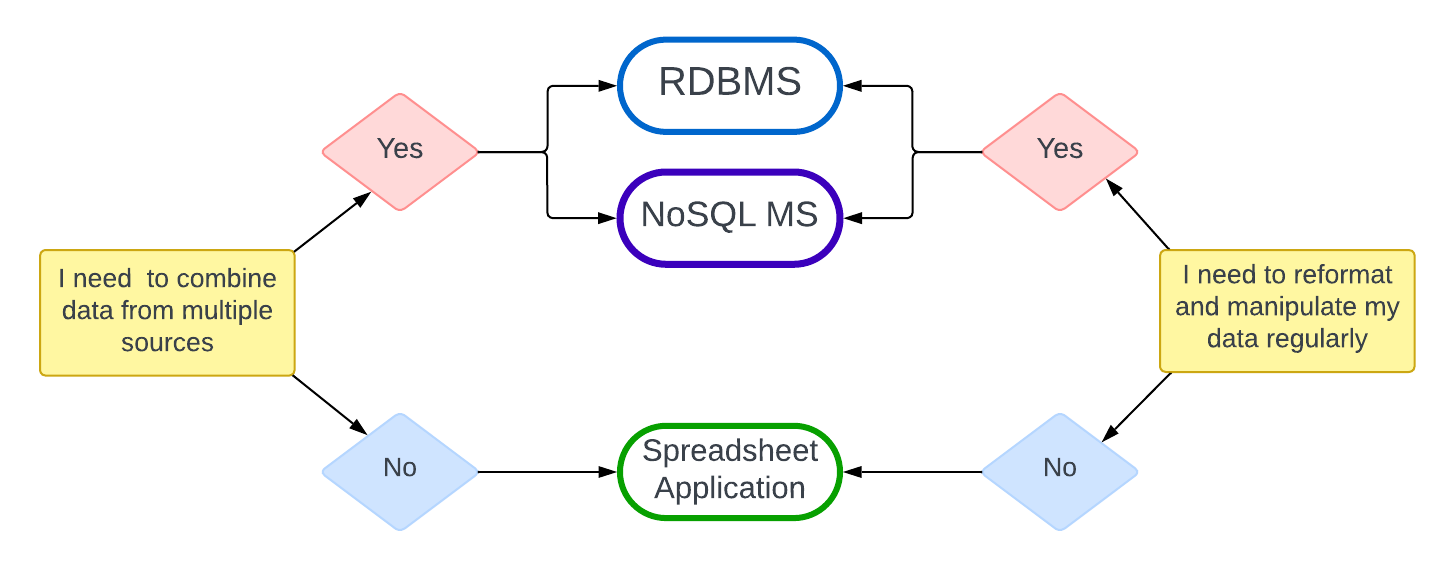 RDBMS
Yes
Yes
NoSQL MS
I need  to combine
data from multiple
sources
I need to reformat
and manipulate my
data regularly
No
Spreadsheet
Application
No